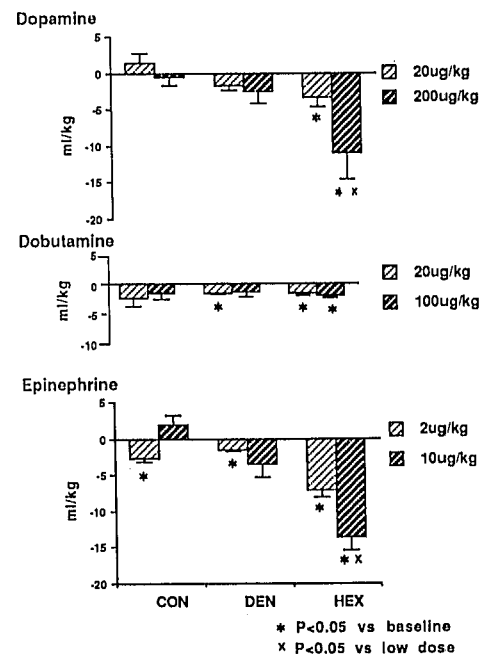 Dopamine
5
0
-5
-10
-15
-20
ml/kg
20ug/kg
200ug/kg
*
* x
Dobutamine
5
0
-5
-10
ml/kg
20ug/kg
100ug/kg
* * *
Epinephrine
5
0
-5
-10
-15
-20
ml/kg
2ug/kg
10ug/kg
* * *
* x
CON DEN HEX
* P<0.05 vs baseline
x P<0.05 vs low dose